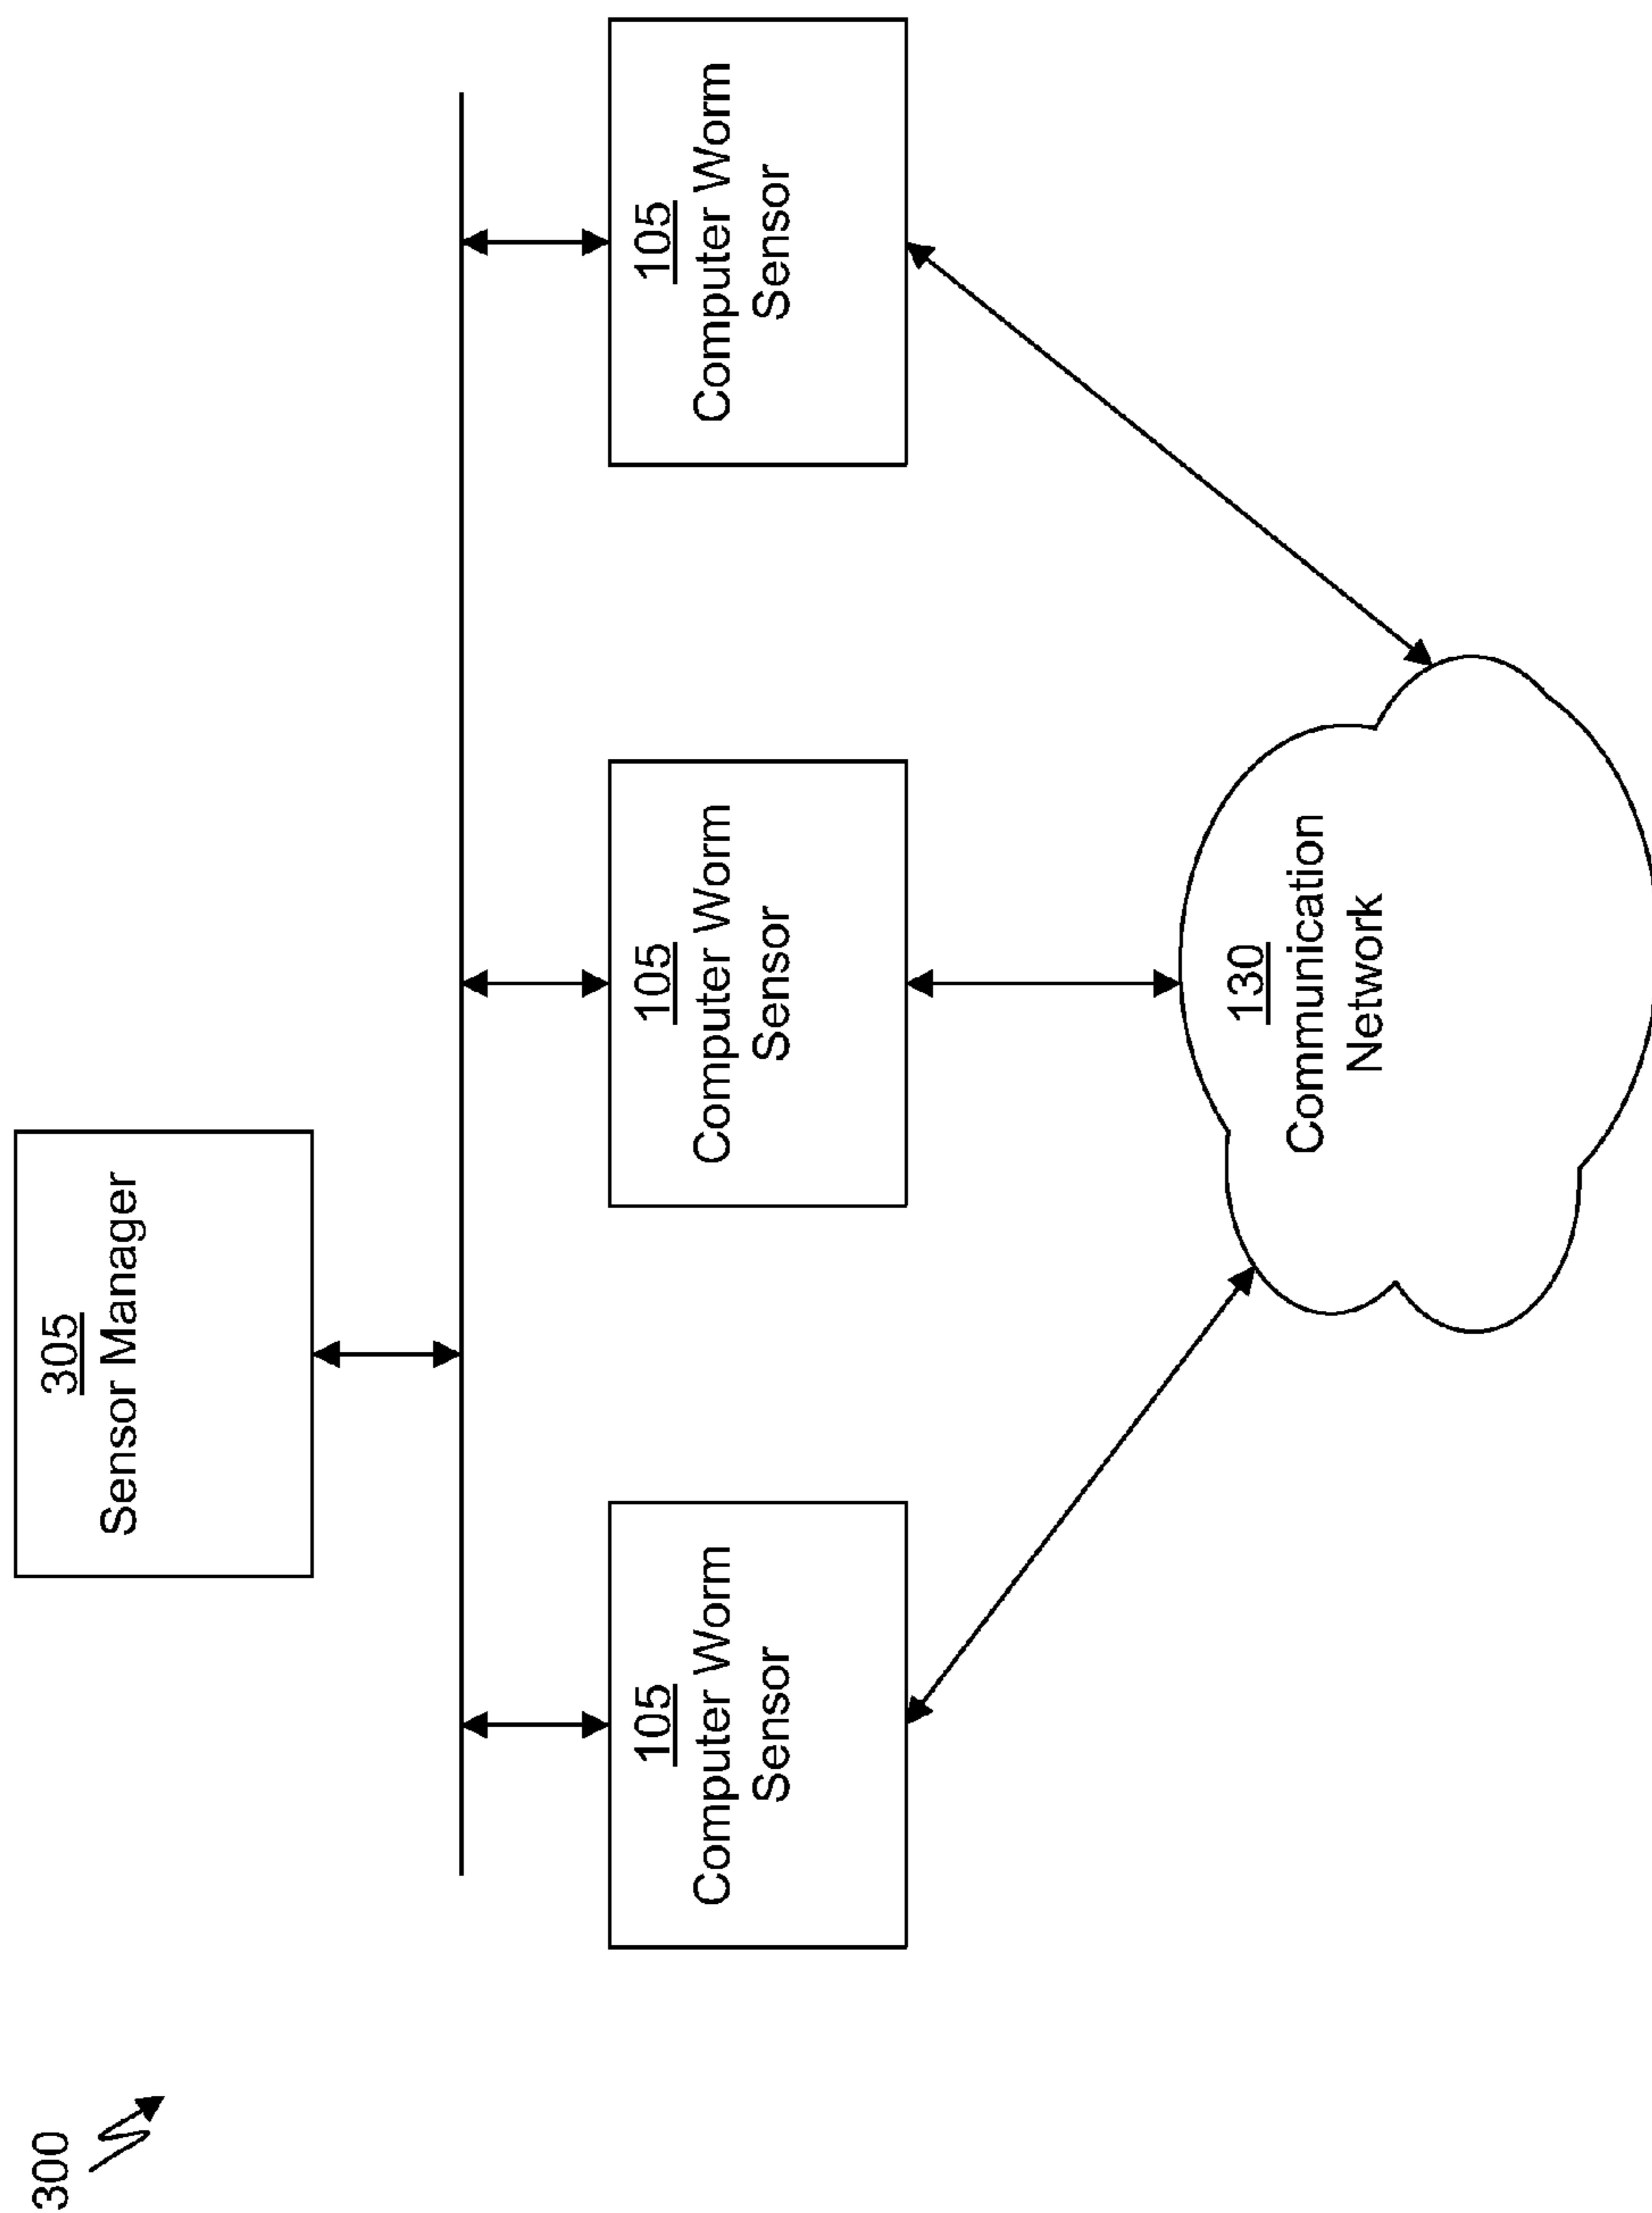 300
305
Sensor Manager
105
Computer Worm
Sensor
105
Computer Worm
Sensor
105
Computer Worm
Sensor
130
Communication
Network